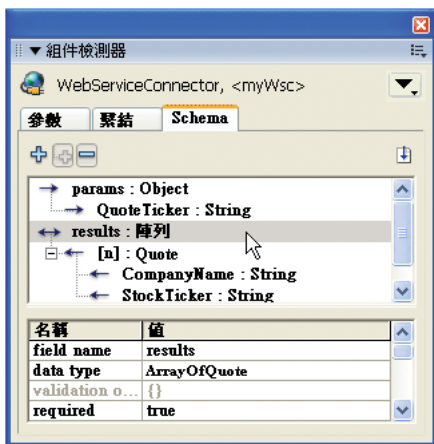 組件檢測器
WebServiceConnector, <myWsc>
參數 聚結 Schema
params : Object
QuoteTicker : String
results : 陣列
[n] : Quote
CompanyName : String
StockTicker : String
名稱 值
field name results
data type ArrayOfQuote
validation o... {}
required true